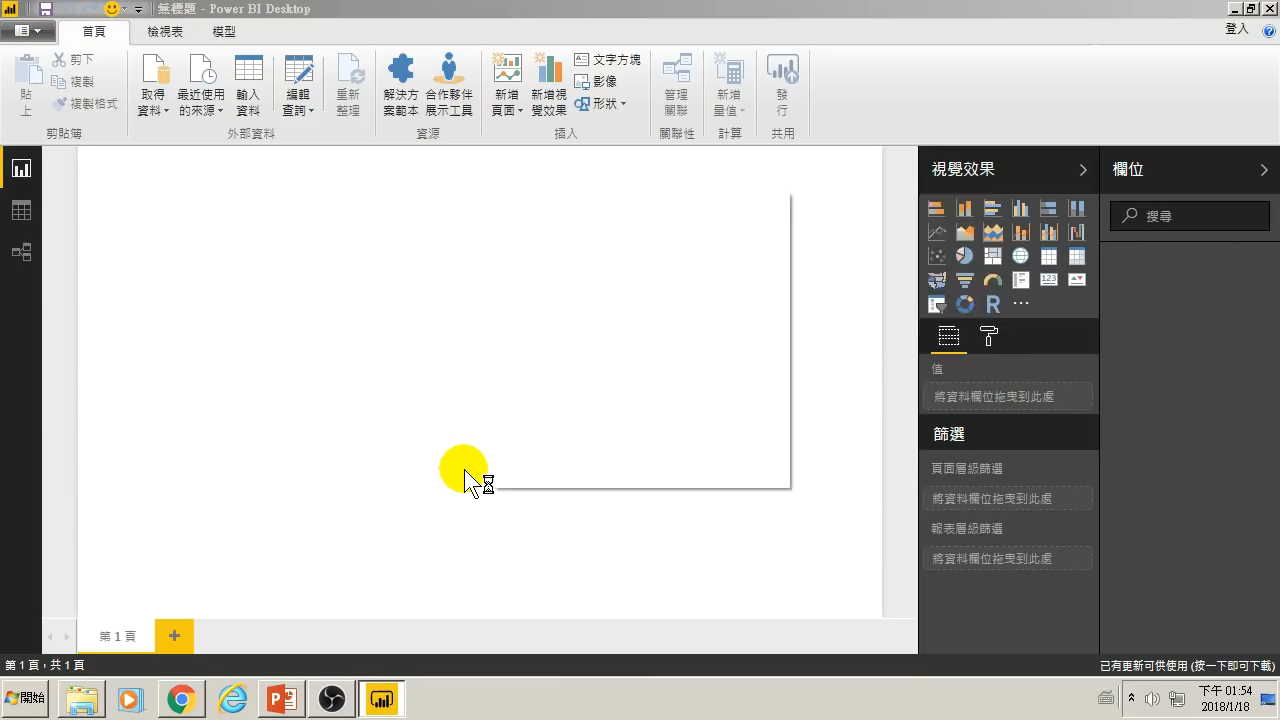 無標題 - Power BI Desktop
首頁 檢視表 模型 登入
貼上
剪下
複製
複製格式
取得資料
最近使用的來源
輸入資料
編輯查詢
重新整理
解決方案範本
合作夥伴展示工具
新增頁面
新增視覺效果
文字方塊
影像
形狀
管理關聯
新增量值
發行
剪貼簿 外部資料 資源 插入 關聯性 計算 共用
視覺效果
欄位
搜尋
123
R
值
將資料欄位拖曳到此處
篩選
頁面層級篩選
將資料欄位拖曳到此處
報表層級篩選
將資料欄位拖曳到此處
第 1 頁
第 1 頁，共 1 頁
已有更新可供使用 (按一下即可下載)
開始
下午 01:54
2018/1/18